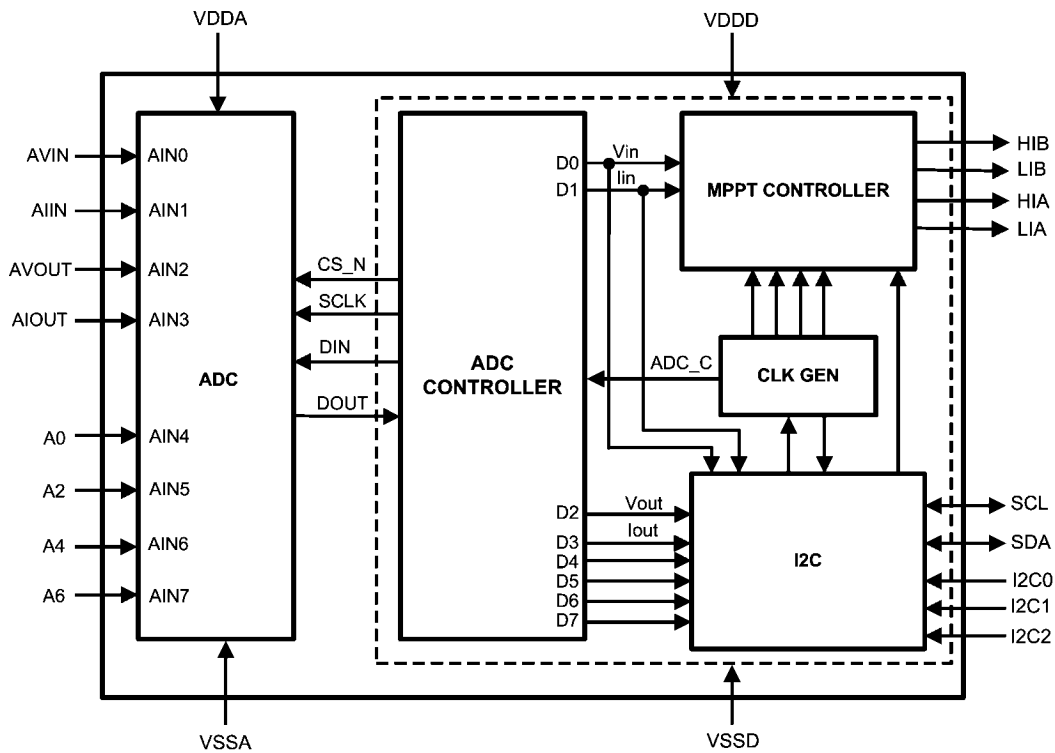 VDDA
VDDD
AVIN
AIIN
AVOUT
AIOUT
A0
A2
A4
A6
AIN0
AIN1
AIN2
AIN3
ADC
AIN4
AIN5
AIN6
AIN7
CS_N
SCLK
DIN
DOUT
ADC
CONTROLLER
D0
D1
D2
D3
D4
D5
D6
D7
Vin
Iin
ADC_C
Vout
Iout
MPPT CONTROLLER
CLK GEN
I2C
HIB
LIB
HIA
LIA
SCL
SDA
I2C0
I2C1
I2C2
VSSA
VSSD